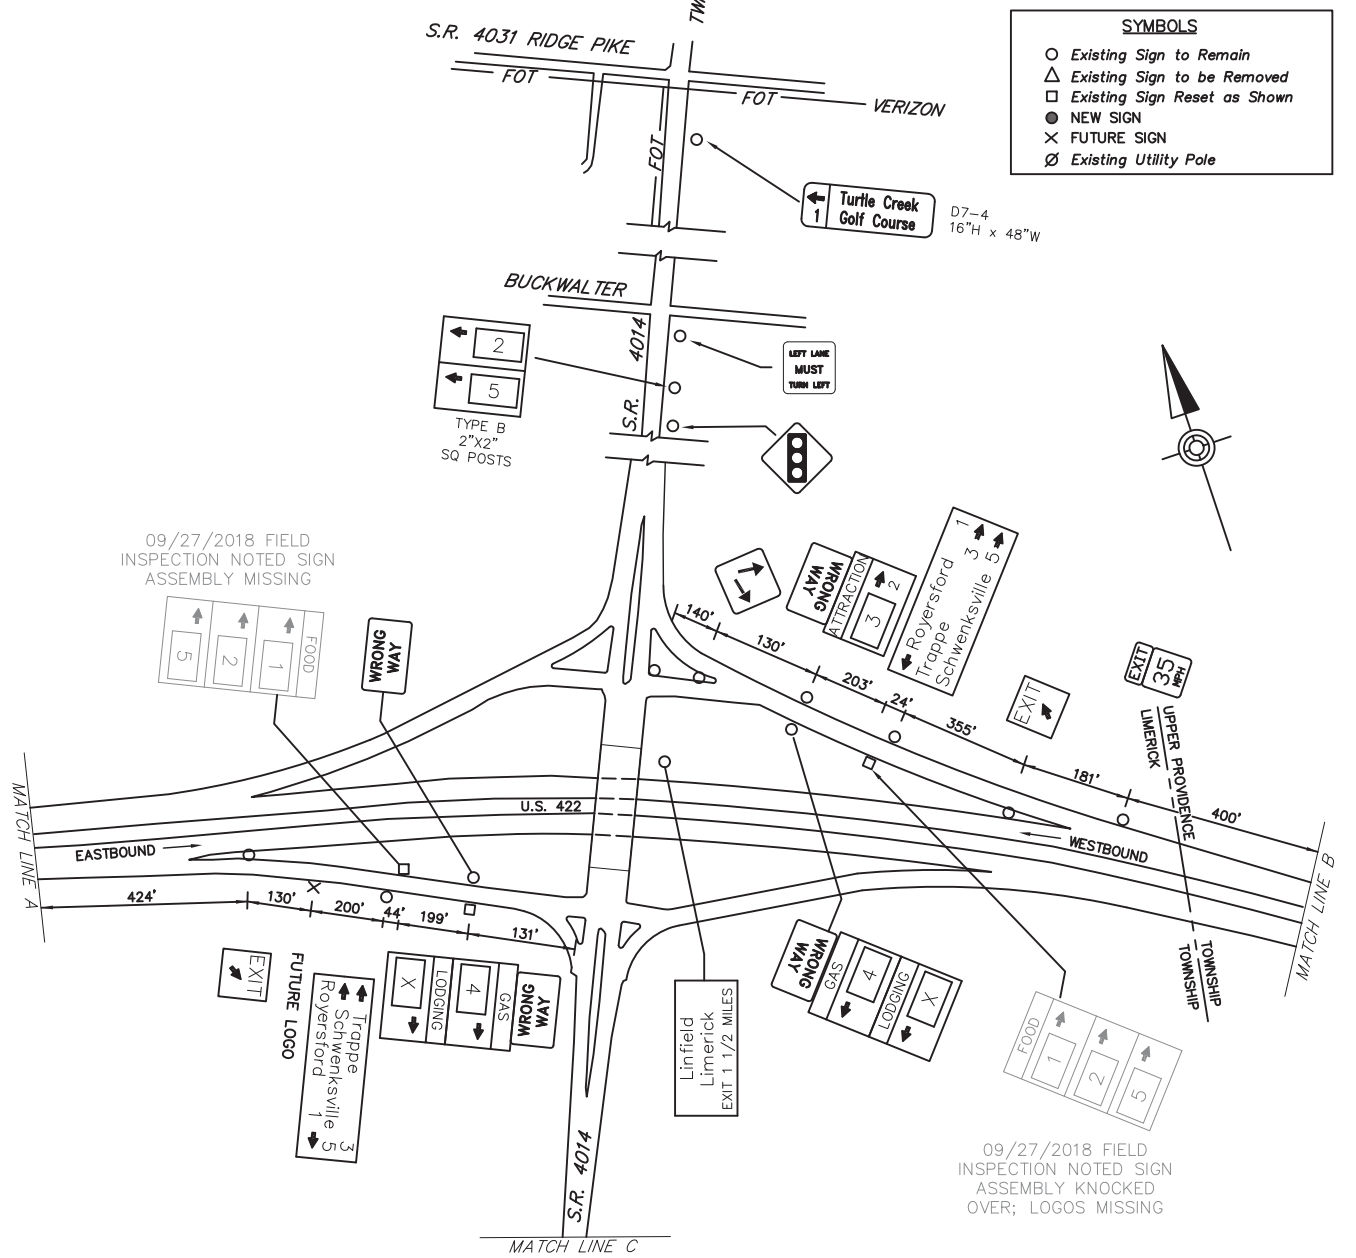 S.R. 4031 RIDGE PIKE
TW
FOT
FOT
VERIZON
FOT
SYMBOLS
Existing Sign to Remain
Existing Sign to be Removed
Existing Sign Reset as Shown
NEW SIGN
FUTURE SIGN
Existing Utility Pole
1
Turtle Creek
Golf Course
D7-4
16"H x 48"W
BUCKWALTER
S.R. 4014
2
5
TYPE B
2"X2"
SQ POSTS
LEFT LANE
MUST
TURN LEFT
09/27/2018 FIELD
INSPECTION NOTED SIGN
ASSEMBLY MISSING
FOOD
1
2
5
WRONG
WAY
WRONG
WAY
ATTRACTION
3
2
Royersford 1
Trappe 3
Schwenksville 5
EXIT
EXIT
35
MPH
UPPER PROVIDENCE
LIMERICK
TOWNSHIP
TOWNSHIP
140'
130'
203'
24'
355'
181'
400'
MATCH LINE A
U.S. 422
EASTBOUND
WESTBOUND
MATCH LINE B
424'
130'
200'
44'
199'
131'
EXIT
FUTURE LOGO
Trappe 3
Schwenksville 5
Royersford 1
X
LODGING
4
GAS
WRONG
WAY
Linfield
Limerick
EXIT 1 1/2 MILES
WRONG
WAY
GAS
4
LODGING
X
FOOD
1
2
5
09/27/2018 FIELD
INSPECTION NOTED SIGN
ASSEMBLY KNOCKED
OVER; LOGOS MISSING
S.R. 4014
MATCH LINE C